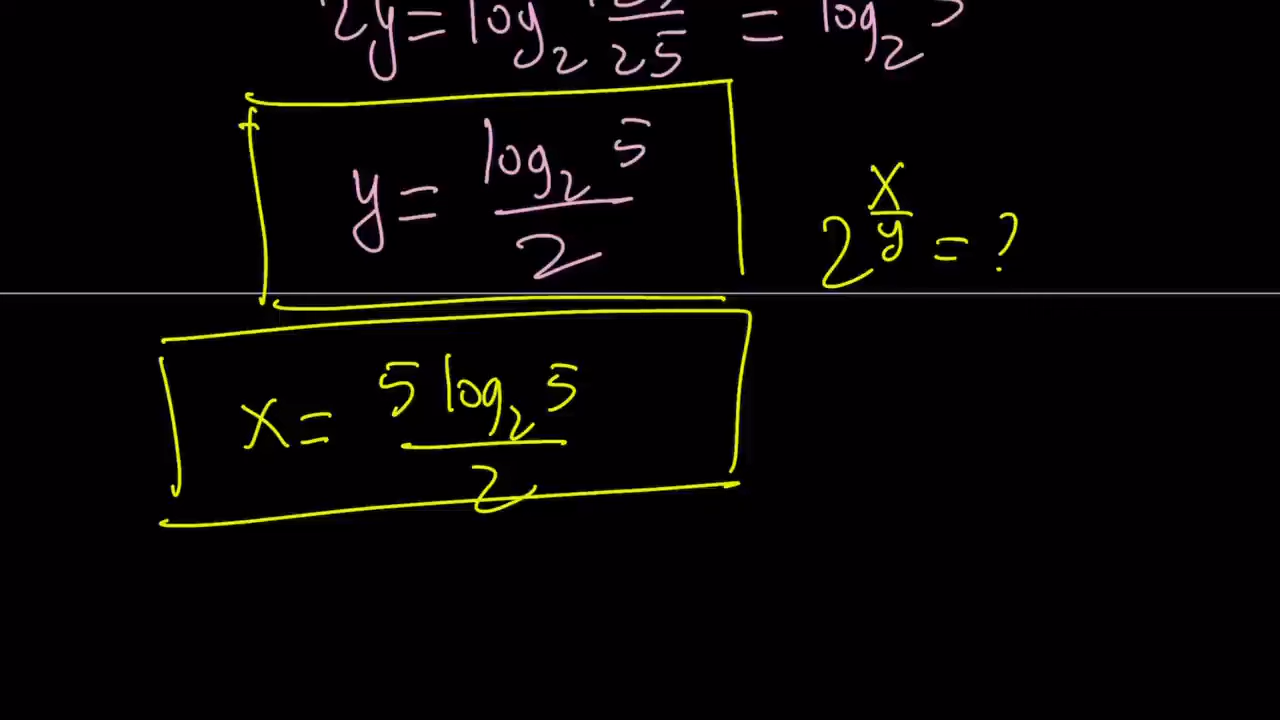 2y = log₂ /25 = log₂ 5
y = log₂ 5 / 2
2^(x/y) = ?
x = 5 log₂ 5 / 2